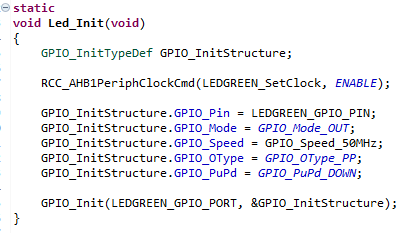 static
void Led_Init(void)
{
GPIO_InitTypeDef GPIO_InitStructure;
RCC_AHB1PeriphClockCmd(LEDGREEN_SetClock, ENABLE);
GPIO_InitStructure.GPIO_Pin = LEDGREEN_GPIO_PIN;
GPIO_InitStructure.GPIO_Mode = GPIO_Mode_OUT;
GPIO_InitStructure.GPIO_Speed = GPIO_Speed_50MHz;
GPIO_InitStructure.GPIO_OType = GPIO_OType_PP;
GPIO_InitStructure.GPIO_PuPd = GPIO_PuPd_DOWN;
GPIO_Init(LEDGREEN_GPIO_PORT, &GPIO_InitStructure);
}